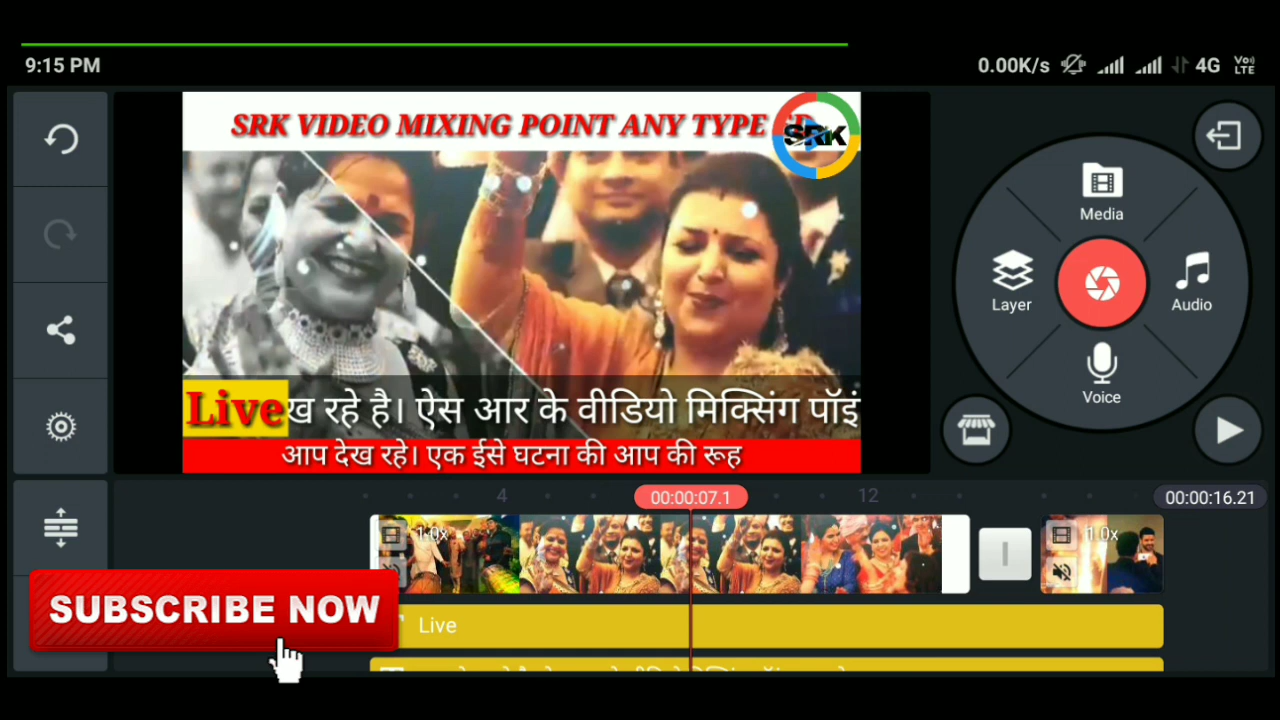 9:15 PM
0.00K/s 4G Vo)) LTE
SRK VIDEO MIXING POINT ANY TYPE
SRK
Media
Layer
Audio
Voice
Liveख रहे है। ऐस आर के वीडियो मिक्सिंग पॉइं
आप देख रहे। एक ईसे घटना की आप की रूह
4
00:00:07.1
12
00:00:16.21
1.0x
1.0x
SUBSCRIBE NOW
Live